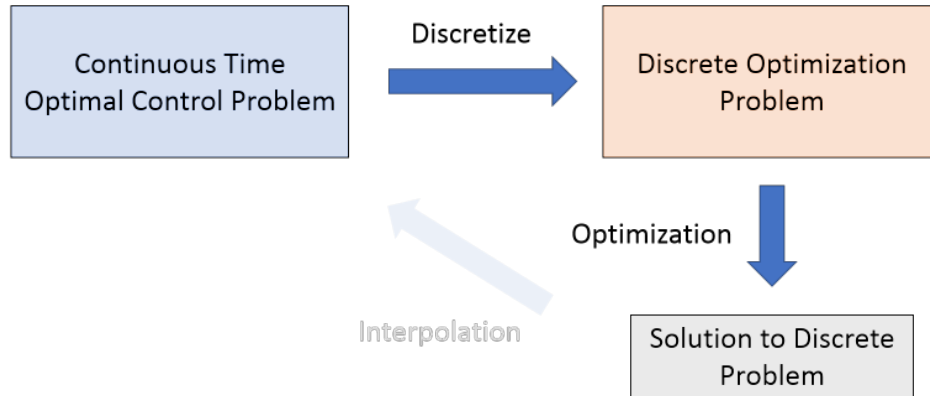 Discretize
Continuous Time
Optimal Control Problem
Discrete Optimization
Problem
Optimization
Interpolation
Solution to Discrete
Problem